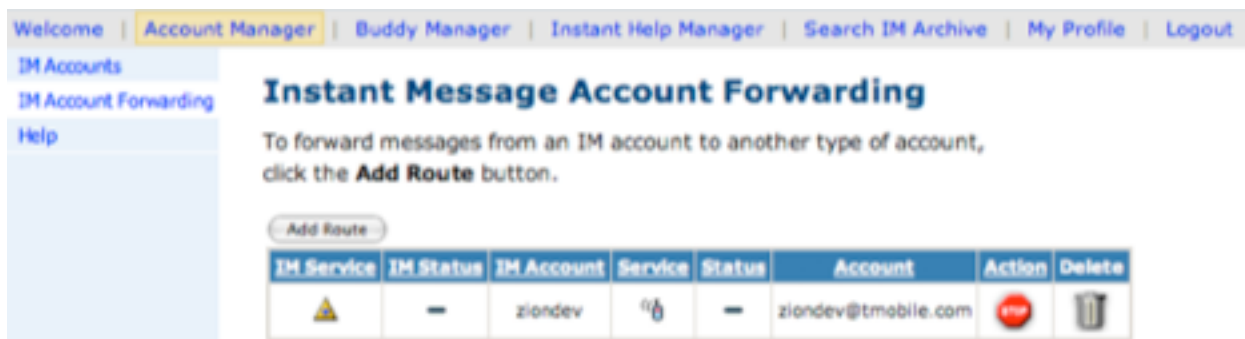 Welcome | Account Manager | Buddy Manager | Instant Help Manager | Search IM Archive | My Profile | Logout
IM Accounts
IM Account Forwarding
Help
Instant Message Account Forwarding
To forward messages from an IM account to another type of account,
click the Add Route button.
Add Route
IM Service IM Status IM Account Service Status Account Action Delete
ziondev ziondev@tmobile.com STOP